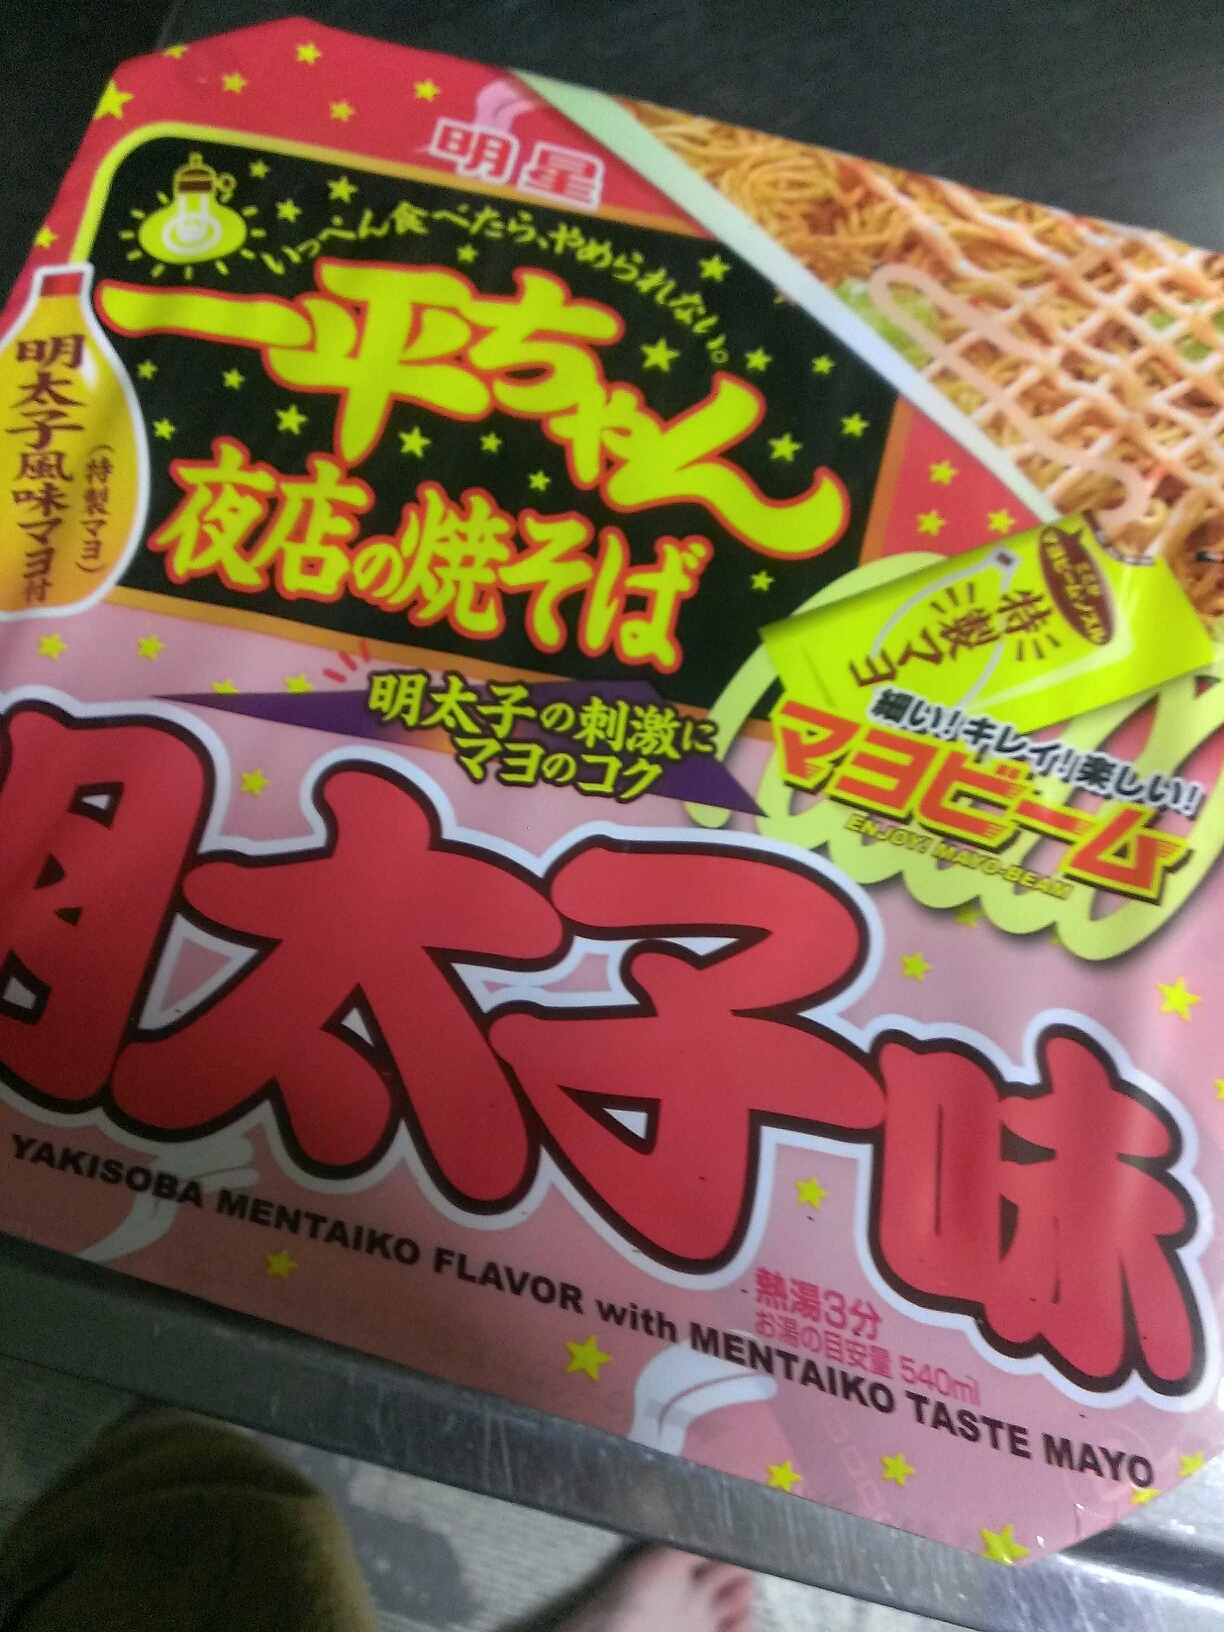 明星
いっぺん食べたら、やめられない。
一平ちゃん
夜店の焼そば
明太子風味マヨ付
(特製マヨ)
特製マヨ
細い!キレイ!楽しい!
マヨビーム
ENJOY! MAYO-BEAM
明太子の刺激に
マヨのコク
明太子味
YAKISOBA MENTAIKO FLAVOR with MENTAIKO TASTE MAYO
熱湯3分
お湯の目安量 540ml